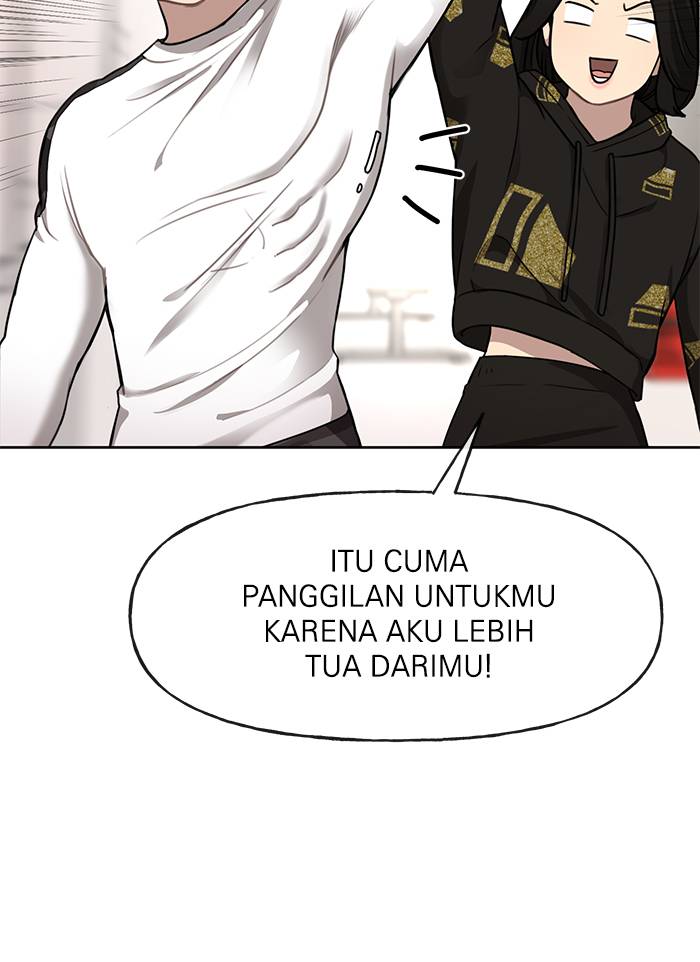 ITU CUMA
PANGGILAN UNTUKMU
KARENA AKU LEBIH
TUA DARIMU!